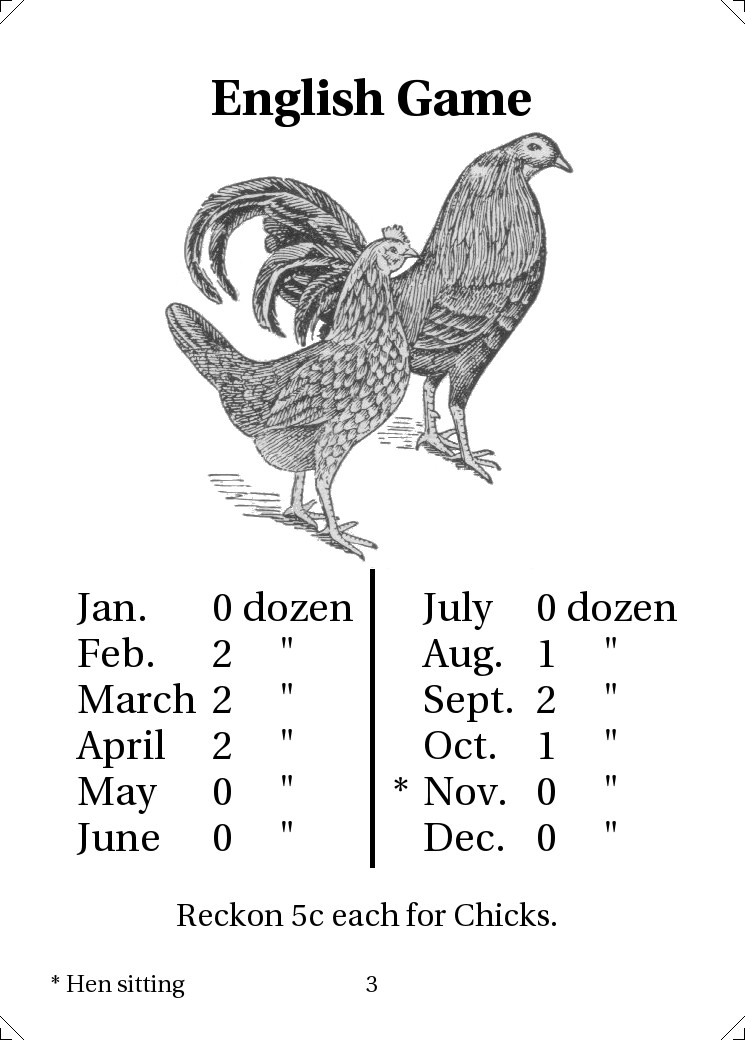 English Game
Jan. 0 dozen
Feb. 2 "
March 2 "
April 2 "
May 0 "
June 0 "
July 0 dozen
Aug. 1 "
Sept. 2 "
Oct. 1 "
* Nov. 0 "
Dec. 0 "
Reckon 5c each for Chicks.
* Hen sitting
3